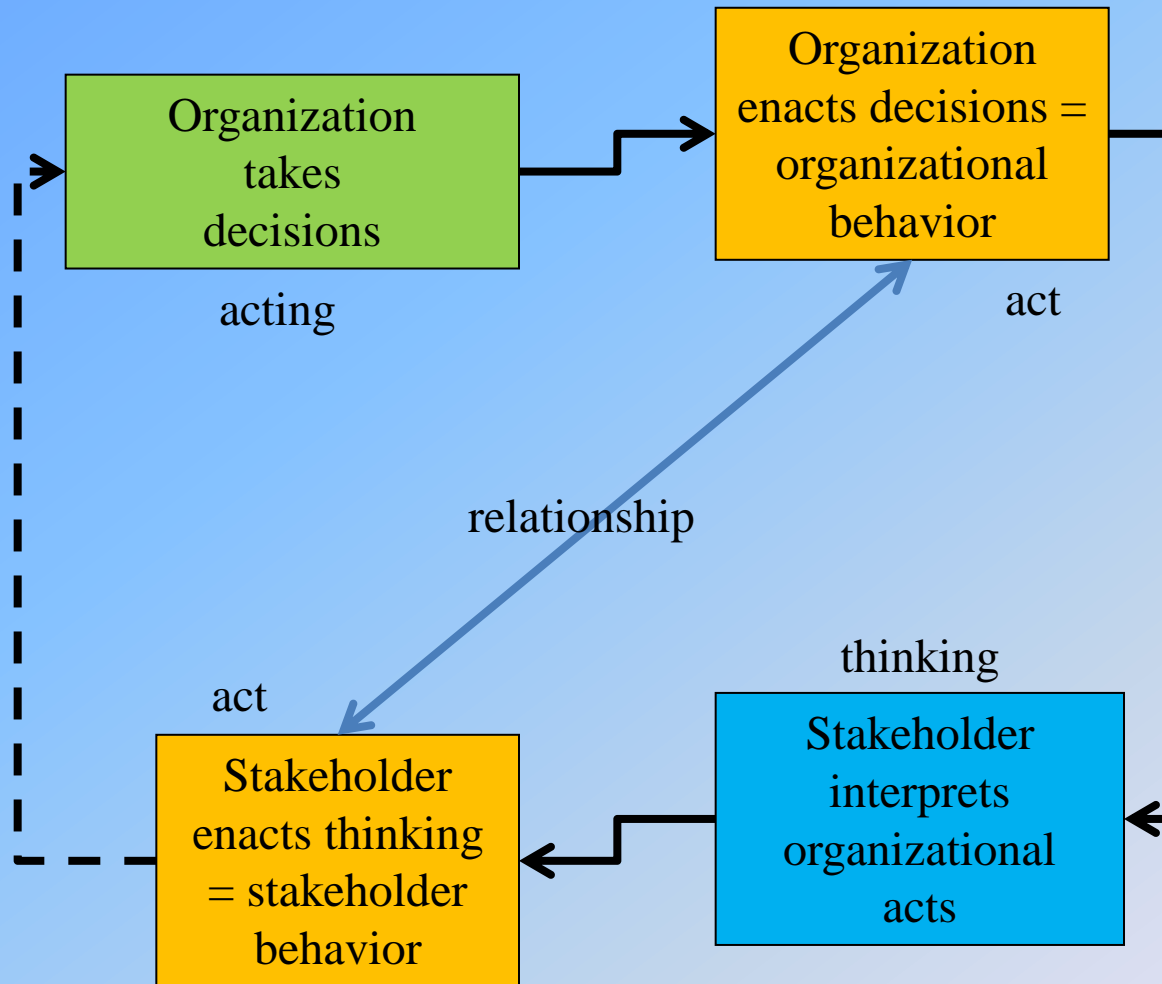 Organization
takes
decisions
acting
Organization
enacts decisions =
organizational
behavior
act
relationship
thinking
Stakeholder
interprets
organizational
acts
act
Stakeholder
enacts thinking
= stakeholder
behavior